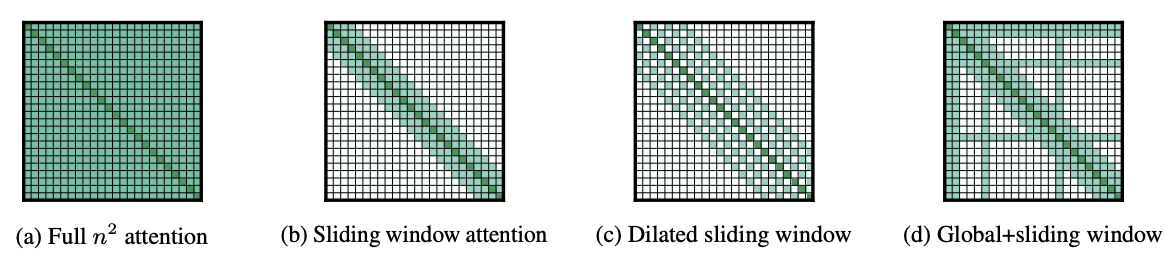 (a) Full n² attention
(b) Sliding window attention
(c) Dilated sliding window
(d) Global+sliding window